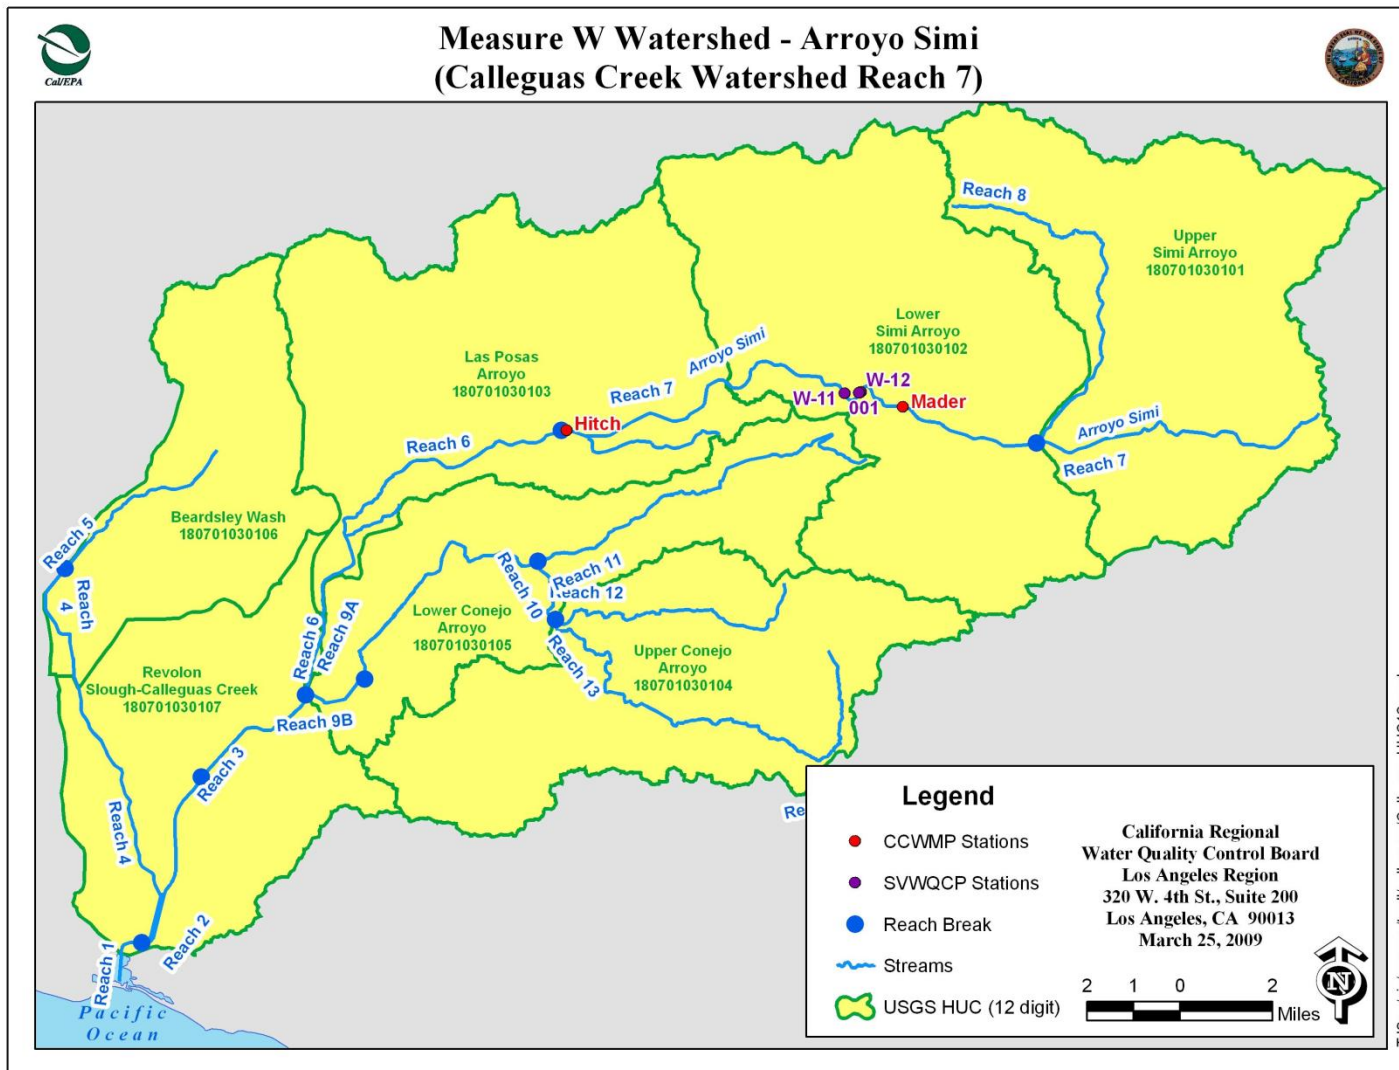 Measure W Watershed - Arroyo Simi
(Calleguas Creek Watershed Reach 7)
Cal/EPA
Reach 8
Upper
Simi Arroyo
180701030101
Lower
Simi Arroyo
180701030102
Las Posas
Arroyo
180701030103
Arroyo Simi
Reach 7
W-12
W-11
001
Mader
Hitch
Arroyo Simi
Reach 7
Reach 6
Beardsley Wash
180701030106
Reach 5
Reach 4
Reach 11
Reach 10
Reach 12
Reach 9A
Reach 6
Lower Conejo
Arroyo
180701030105
Upper Conejo
Arroyo
180701030104
Reach 13
Revolon
Slough-Calleguas Creek
180701030107
Reach 9B
Reach 3
Reach 4
Reach 2
Reach 1
Pacific
Ocean
Legend
CCWMP Stations
SVWQCP Stations
Reach Break
Streams
USGS HUC (12 digit)
California Regional
Water Quality Control Board
Los Angeles Region
320 W. 4th St., Suite 200
Los Angeles, CA 90013
March 25, 2009
2 1 0 2
Miles
N